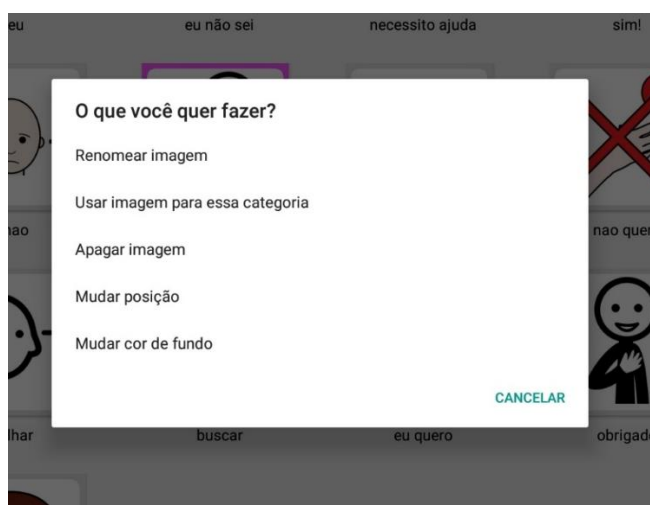 eu
eu não sei
necessito ajuda
sim!
O que você quer fazer?
Renomear imagem
Usar imagem para essa categoria
Apagar imagem
Mudar posição
Mudar cor de fundo
CANCELAR
buscar
eu quero